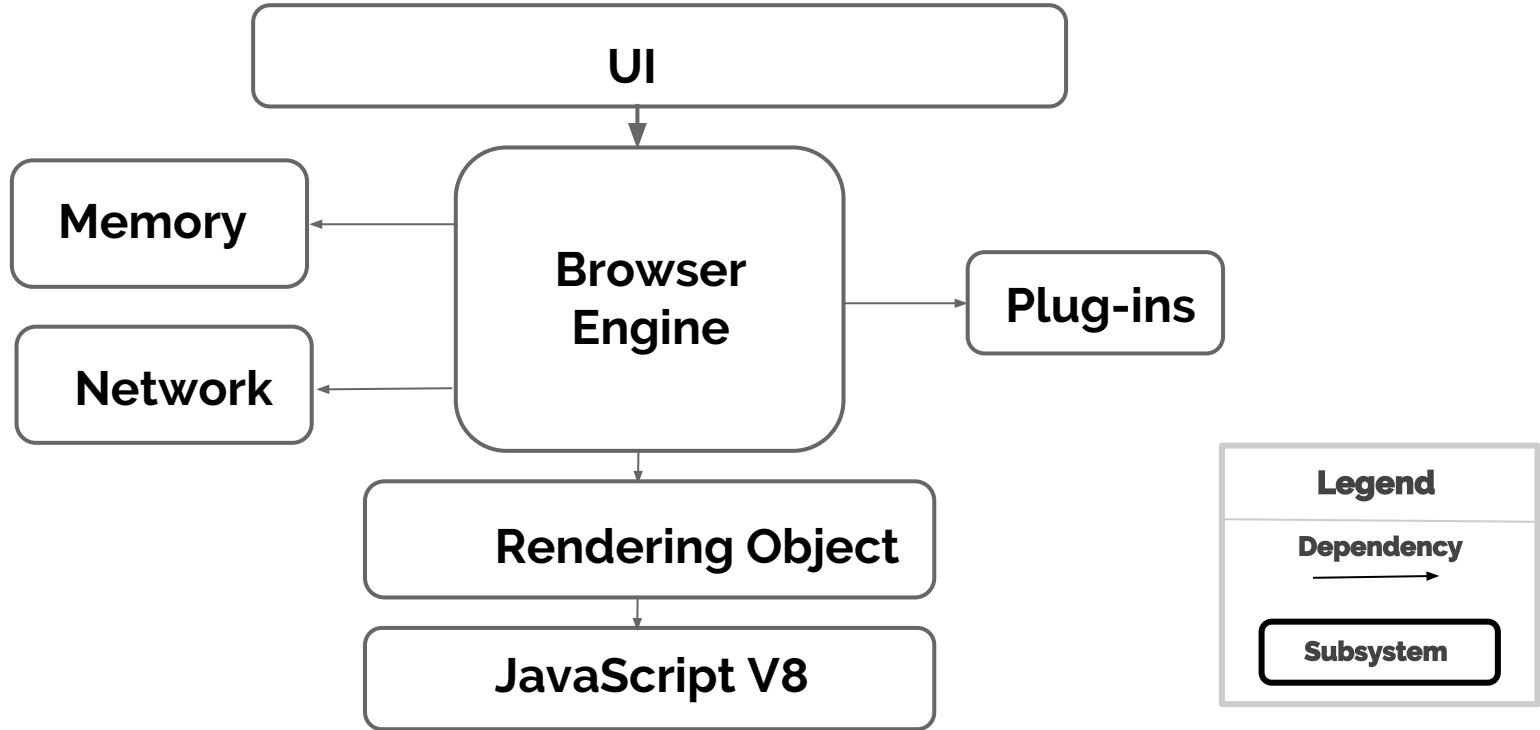 UI
Memory
Browser
Engine
Plug-ins
Network
Rendering Object
JavaScript V8
Legend
Dependency
Subsystem